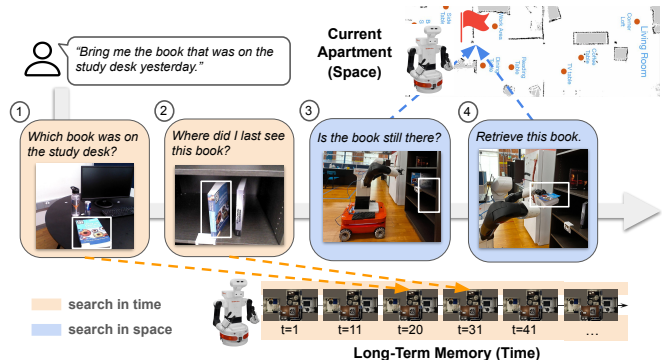 "Bring me the book that was on the
study desk yesterday."
Current
Apartment
(Space)
Living Room
TV table
1
Which book was on
the study desk?
2
Where did I last see
this book?
3
Is the book still there?
4
Retrieve this book.
search in time
search in space
t=1
t=11
t=20
t=31
t=41
...
Long-Term Memory (Time)